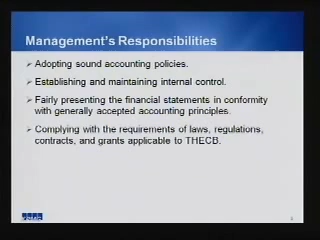 Management's Responsibilities
Adopting sound accounting policies.
Establishing and maintaining internal control.
Fairly presenting the financial statements in conformity
with generally accepted accounting principles.
Complying with the requirements of laws, regulations,
contracts, and grants applicable to THECB.